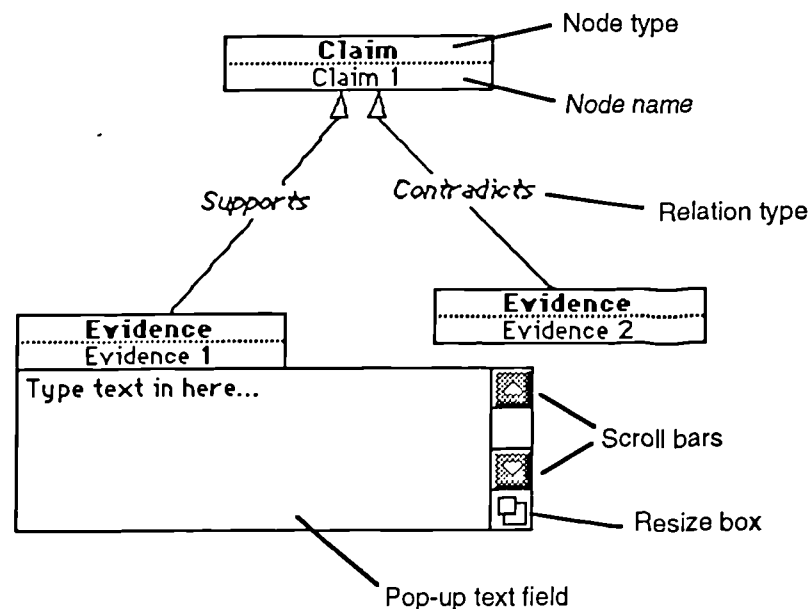 Node type
Claim
Claim 1
Node name
Supports
Contradicts
Relation type
Evidence
Evidence 1
Evidence
Evidence 2
Type text in here...
Scroll bars
Resize box
Pop-up text field